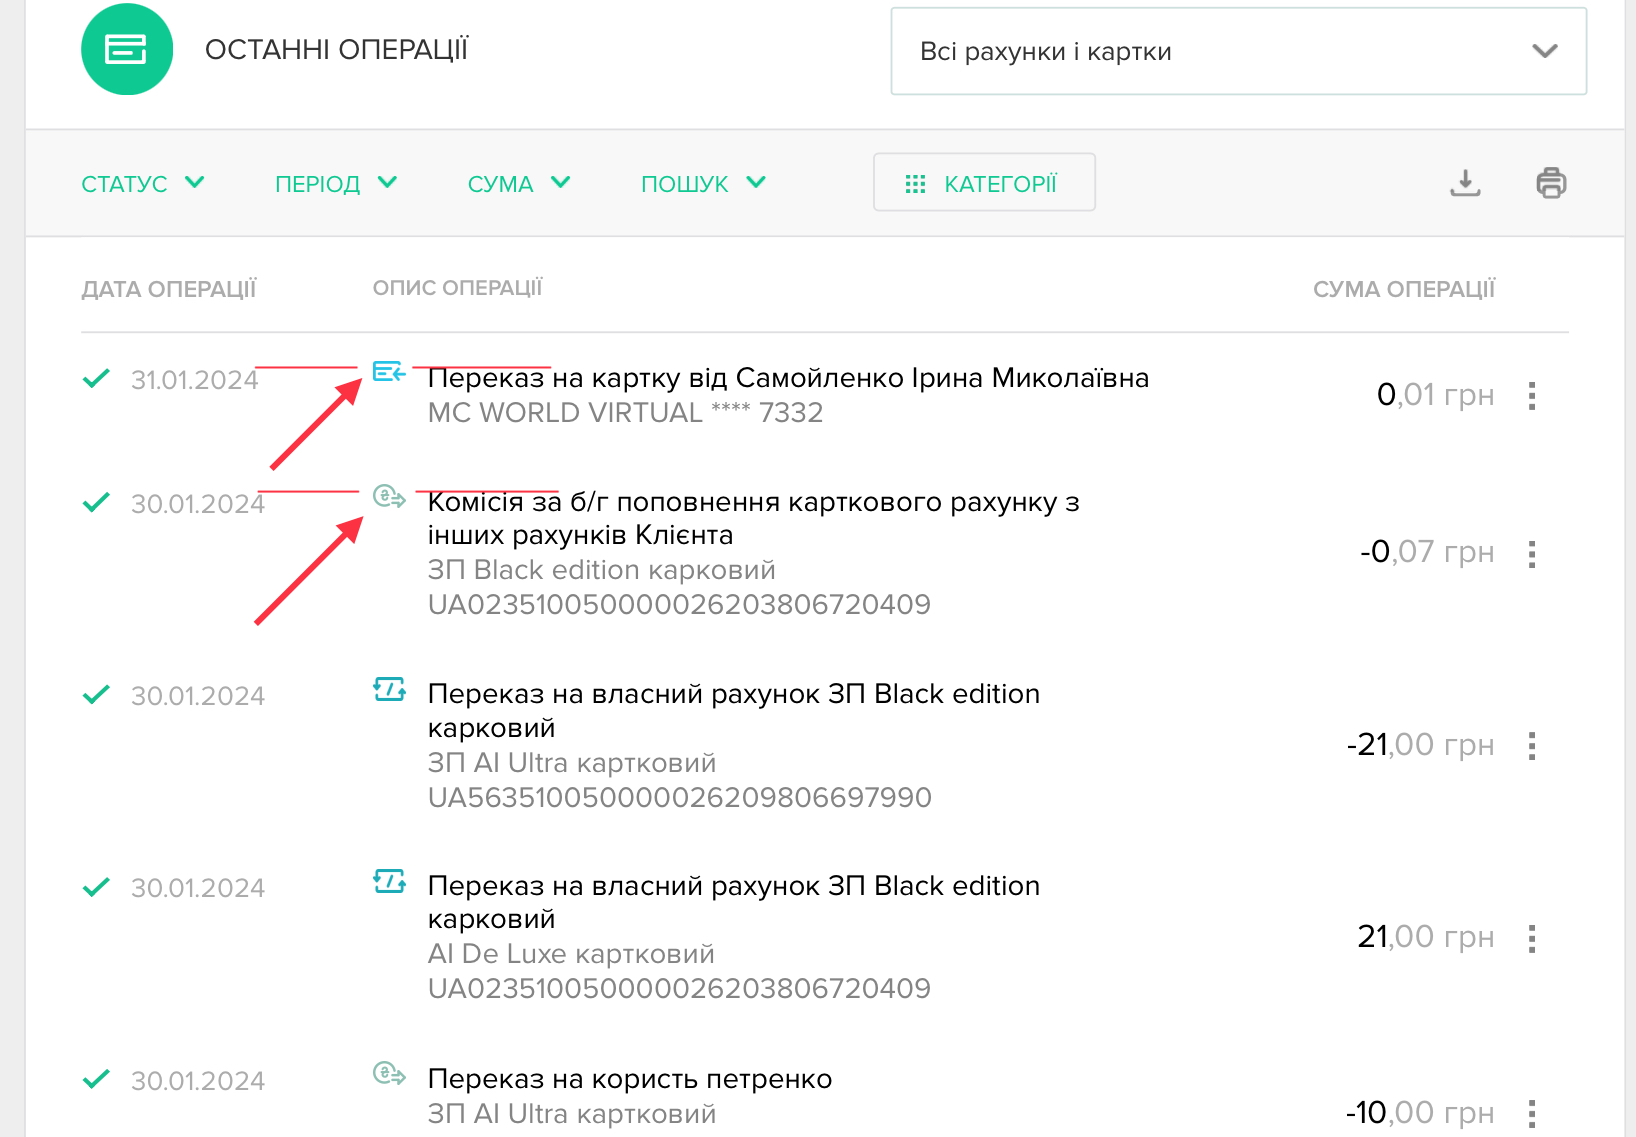 ОСТАННІ ОПЕРАЦІЇ
Всі рахунки і картки
СТАТУС
ПЕРІОД
СУМА
ПОШУК
КАТЕГОРІЇ
ДАТА ОПЕРАЦІЇ
ОПИС ОПЕРАЦІЇ
СУМА ОПЕРАЦІЇ
31.01.2024
Переказ на картку від Самойленко Ірина Миколаївна
MC WORLD VIRTUAL **** 7332
0,01 грн
30.01.2024
Комісія за б/г поповнення карткового рахунку з
інших рахунків Клієнта
ЗП Black edition карковий
UA023510050000026203806720409
-0,07 грн
30.01.2024
Переказ на власний рахунок ЗП Black edition
карковий
ЗП AI Ultra картковий
UA563510050000026209806697990
-21,00 грн
30.01.2024
Переказ на власний рахунок ЗП Black edition
карковий
AI De Luxe картковий
UA023510050000026203806720409
21,00 грн
30.01.2024
Переказ на користь петренко
ЗП AI Ultra картковий
-10,00 грн